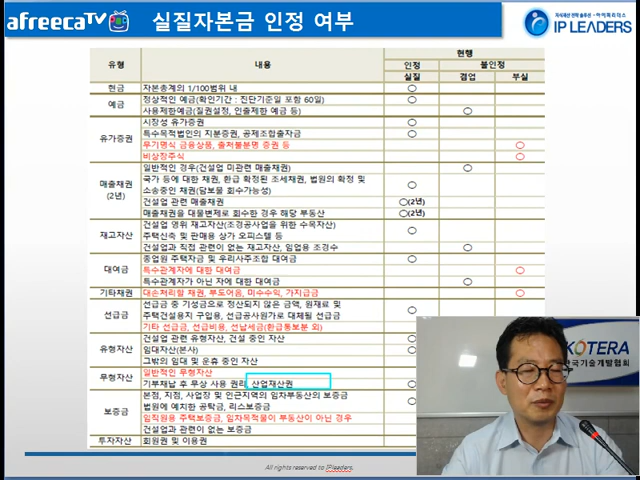 afreecaTV 실질자본금 인정 여부
지식재산 전략 솔루션 - 아이피리더스
IP LEADERS
유형 내용 현행
인정 불인정
실질 겸업 부실
현금 자본총계의 1/100범위 내 ○
예금 정상적인 예금(확인기간 : 진단기준일 포함 60일) ○
사용제한예금(질권설정, 인출제한 예금 등) ○
유가증권 시장성 유가증권 ○
특수목적법인의 지분증권, 공제조합출자금 ○
무기명식 금융상품, 출처불분명 증권 등 ○
비상장주식 ○
매출채권
(2년)
일반적인 경우(건설업 미관련 매출채권) ○
국가 등에 대한 채권, 환급 확정된 조세채권, 법원의 확정 및
소송중인 채권(담보물 회수가능성) ○
건설업 관련 매출채권 ○(2년)
매출채권을 대물변제로 회수한 경우 해당 부동산 ○(2년)
재고자산 건설업 영위 재고자산(조경공사업을 위한 수목자산)
주택신축 및 판매용 상가 오피스텔 등 ○
건설업과 직접 관련이 없는 재고자산, 임업용 조경수 ○
대여금 종업원 주택자금 및 우리사주조합 대여금 ○
특수관계자에 대한 대여금 ○
특수관계자가 아닌 자에 대한 대여금 ○
기타채권 대손처리할 채권, 부도어음, 미수수익, 가지급금 ○
선급금 선급금 중 기성금으로 정산되지 않은 금액, 원재료 및
주택건설용지 구입용, 선급공사원가로 대체될 선급금 ○
기타 선급금, 선급비용, 선납세금(환급통보분 외)
유형자산 건설업 관련 유형자산, 건설 중인 자산 ○
임대자산(본사) ○
그밖의 임대 및 운휴 중인 자산
무형자산 일반적인 무형자산
기부채납 후 무상 사용 권리, 산업재산권 ○
보증금 본점, 지점, 사업장 및 인근지역의 임차부동산의 보증금 ○
법원에 예치한 공탁금, 리스보증금
임직원용 주택보증금, 임차목적물이 부동산이 아닌 경우
건설업과 관련이 없는 보증금
투자자산 회원권 및 이용권
KOTERA
한국기술개발협회
All rights reserved to IPleaders.